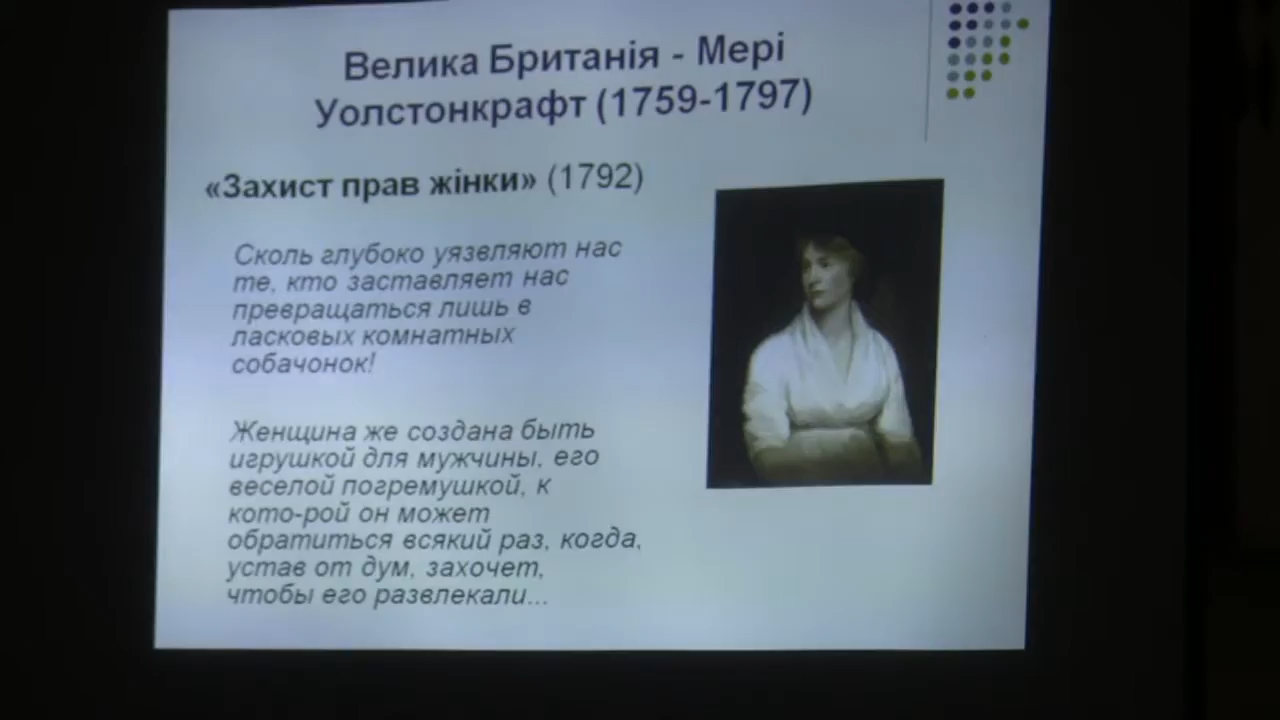 Велика Британія - Мері
Уолстонкрафт (1759-1797)
«Захист прав жінки» (1792)
Сколь глубоко уязвляют нас
те, кто заставляет нас
превращаться лишь в
ласковых комнатных
собачонок!
Женщина же создана быть
игрушкой для мужчины, его
веселой погремушкой, к
кото-рой он может
обратиться всякий раз, когда,
устав от дум, захочет,
чтобы его развлекали...